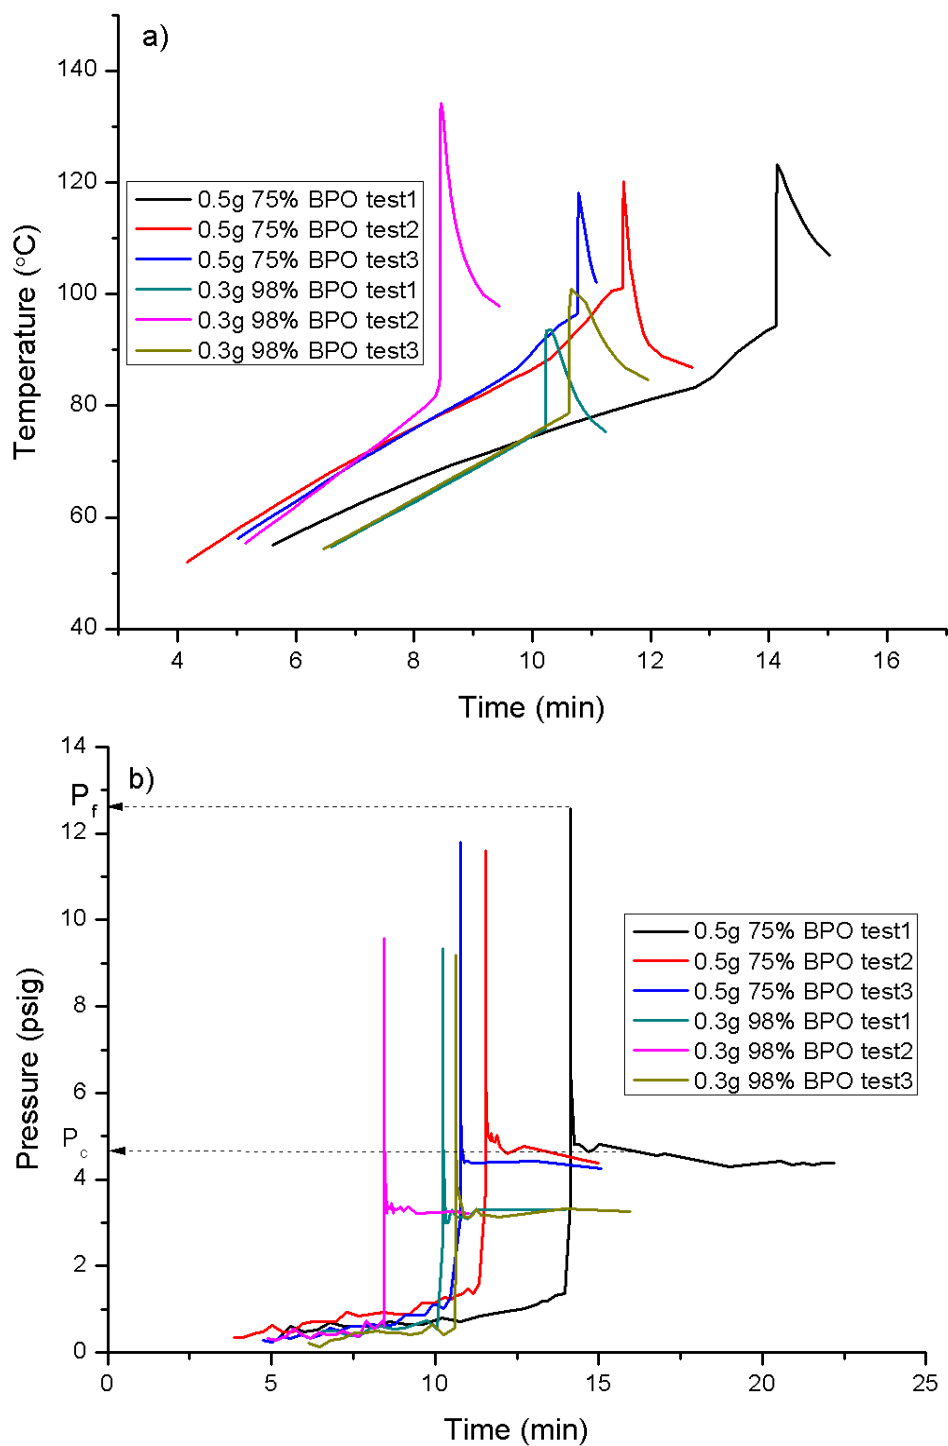 a)
140
120
100
80
60
40
Temperature (°C)
0.5g 75% BPO test1
0.5g 75% BPO test2
0.5g 75% BPO test3
0.3g 98% BPO test1
0.3g 98% BPO test2
0.3g 98% BPO test3
4 6 8 10 12 14 16
Time (min)
b)
14
P_f
12
10
8
6
P_c
4
2
0
Pressure (psig)
0.5g 75% BPO test1
0.5g 75% BPO test2
0.5g 75% BPO test3
0.3g 98% BPO test1
0.3g 98% BPO test2
0.3g 98% BPO test3
0 5 10 15 20 25
Time (min)